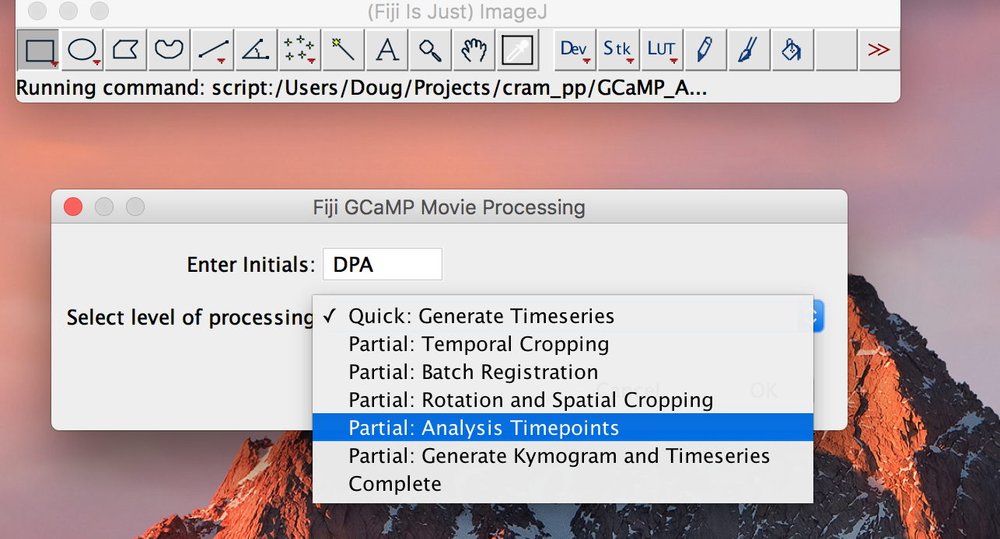 (Fiji Is Just) ImageJ
A Dev Stk LUT >>
Running command: script:/Users/Doug/Projects/cram_pp/GCaMP_A...
Fiji GCaMP Movie Processing
Enter Initials: DPA
Select level of processing
✓ Quick: Generate Timeseries
Partial: Temporal Cropping
Partial: Batch Registration
Cancel OK
Partial: Rotation and Spatial Cropping
Partial: Analysis Timepoints
Partial: Generate Kymogram and Timeseries
Complete